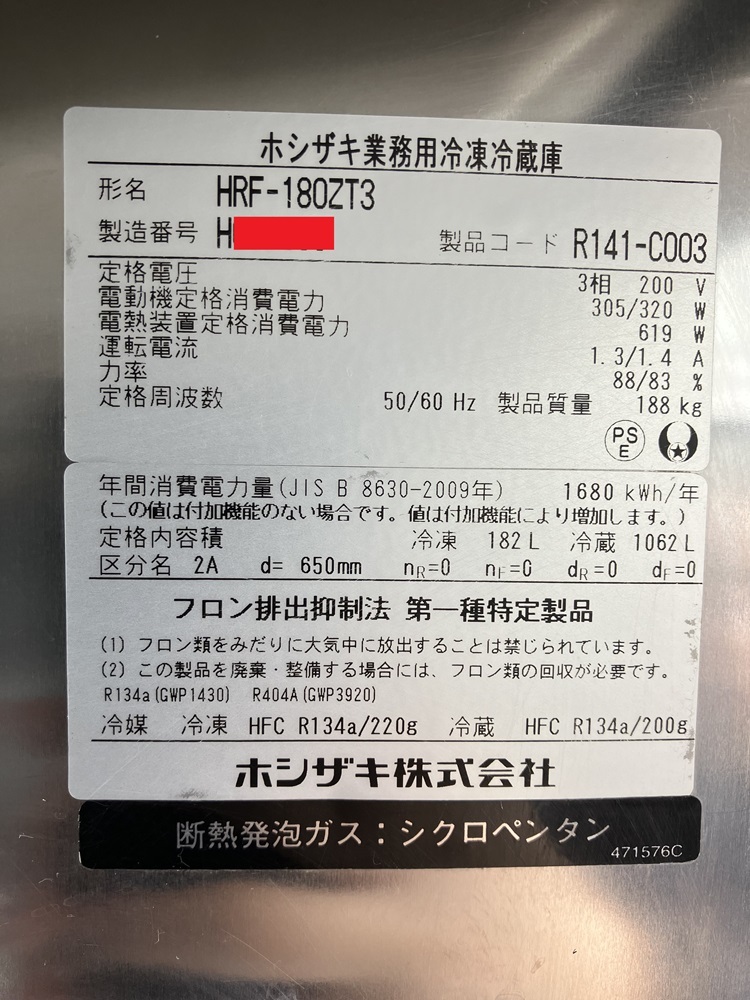 ホシザキ業務用冷凍冷蔵庫
形名 HRF-180ZT3
製造番号 H
製品コード R141-C003
定格電圧 3相 200 V
電動機定格消費電力 305/320 W
電熱装置定格消費電力 619 W
運転電流 1.3/1.4 A
力率 88/83 %
定格周波数 50/60 Hz 製品質量 188 kg
PS
E
年間消費電力量(JIS B 8630-2009年) 1680 kWh/年
(この値は付加機能のない場合です。値は付加機能により増加します。)
定格内容積 冷凍 182 L 冷蔵 1062 L
区分名 2A d= 650mm nR=0 nF=0 dR=0 dF=0
フロン排出抑制法 第一種特定製品
(1) フロン類をみだりに大気中に放出することは禁じられています。
(2) この製品を廃棄・整備する場合には、フロン類の回収が必要です。
R134a(GWP1430) R404A(GWP3920)
冷媒 冷凍 HFC R134a/220g 冷蔵 HFC R134a/200g
ホシザキ株式会社
断熱発泡ガス：シクロペンタン
471576C